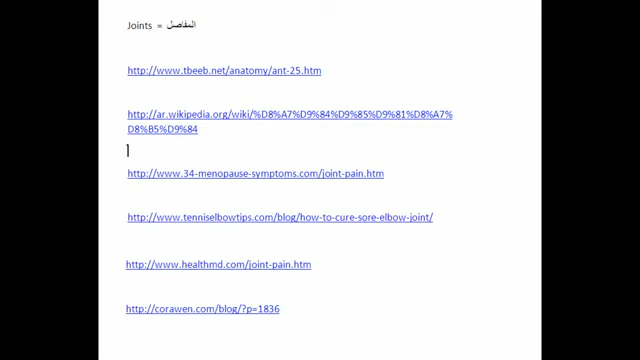 Joints = المفاصل
http://www.tbeeb.net/anatomy/ant-25.htm
http://ar.wikipedia.org/wiki/%D8%A7%D9%84%D9%85%D9%81%D8%A7%
D8%B5%D9%84
http://www.34-menopause-symptoms.com/joint-pain.htm
http://www.tenniselbowtips.com/blog/how-to-cure-sore-elbow-joint/
http://www.healthmd.com/joint-pain.htm
http://corawen.com/blog/?p=1836